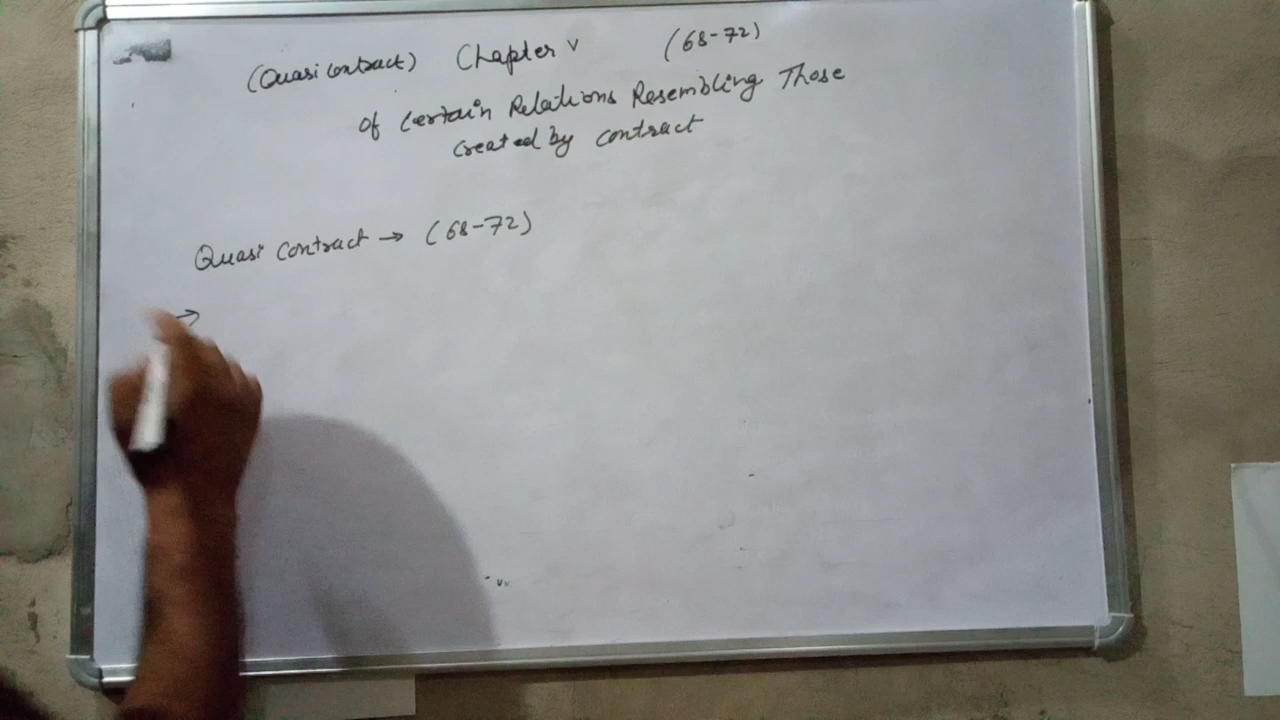 (Quasi Contract) Chapter V (68-72)
Of Certain Relations Resembling Those
created by contract
Quasi Contract → (68-72)
→